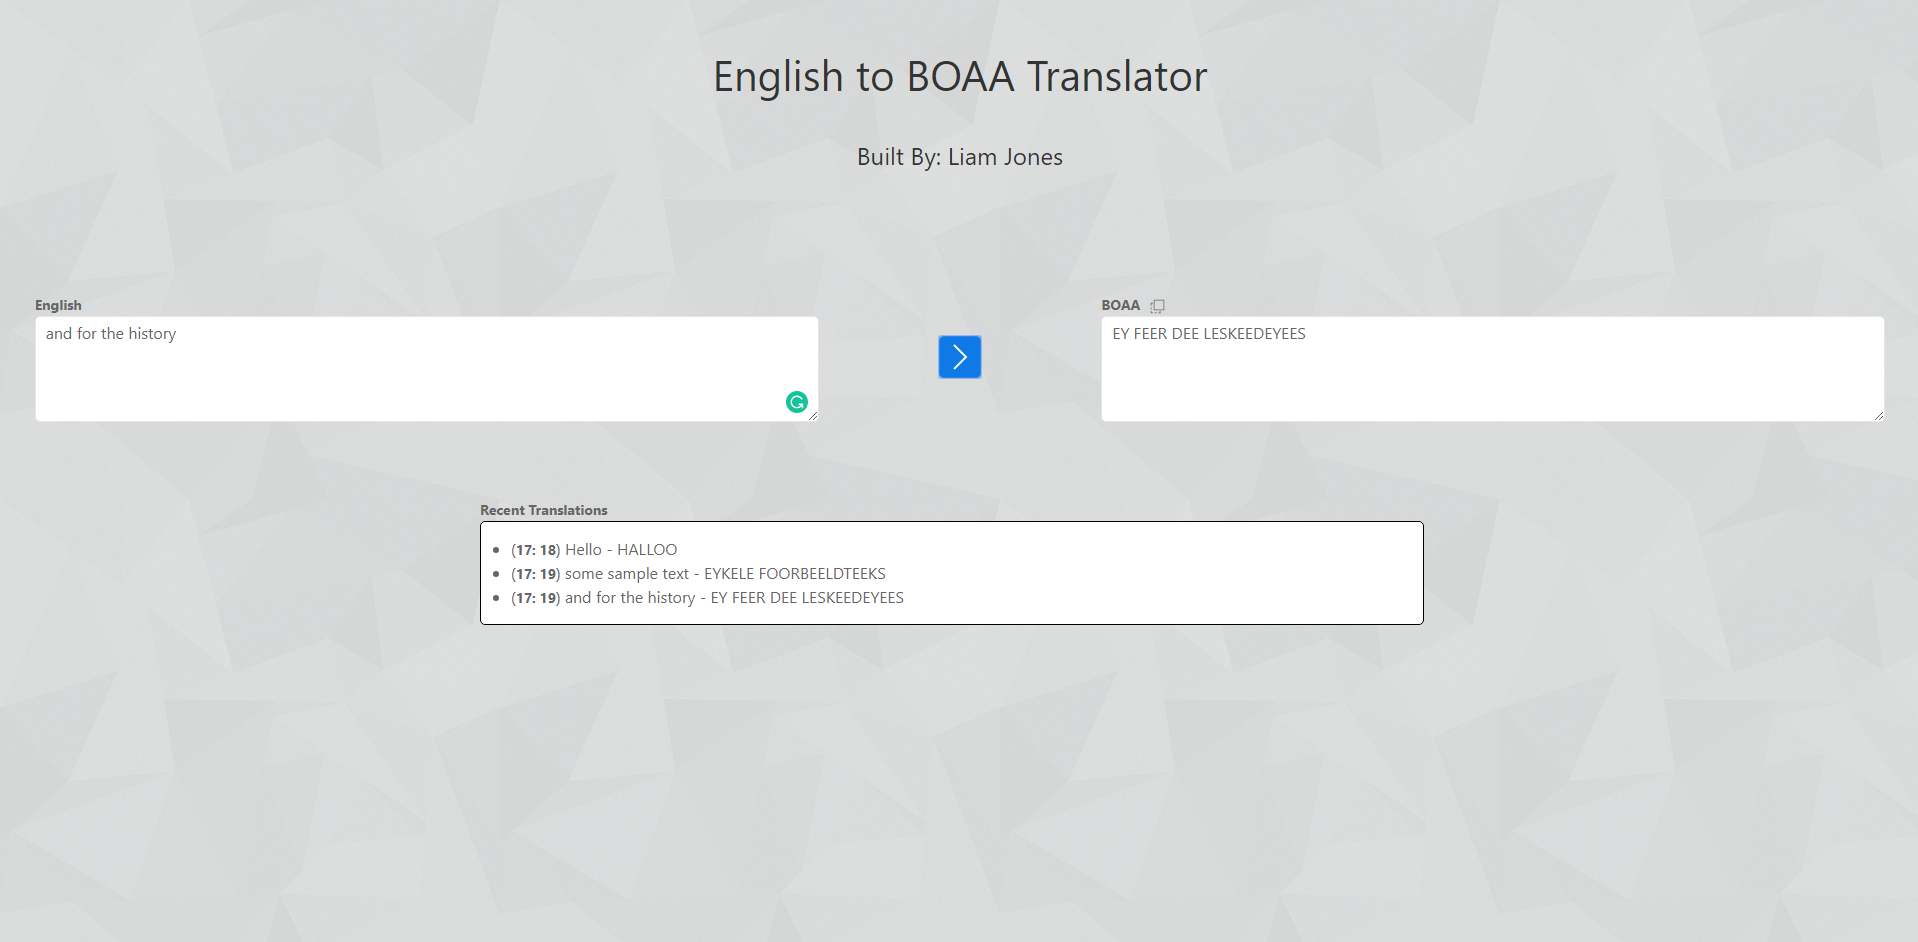 English to BOAA Translator
Built By: Liam Jones
English
BOAA
and for the history
EY FEER DEE LESKEEDEYEES
Recent Translations
(17: 18) Hello - HALLOO
(17: 19) some sample text - EYKELE FOORBEELDTEEKS
(17: 19) and for the history - EY FEER DEE LESKEEDEYEES